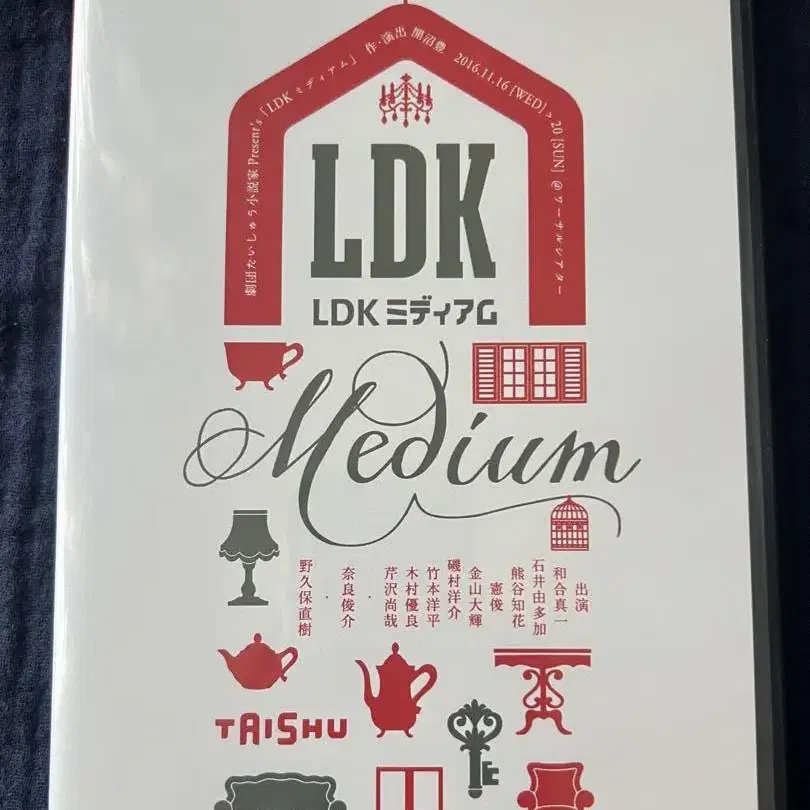 劇団たいしゅう小説家 Present's「LDK ミディアム」 作・演出 開沼豊 2016.11.16 [WED] > 20 [SUN] @ ワーサルシアター
LDK
LDK ミディアム
Medium
出演
和合真一
石井由多加
熊谷知花
憲俊
金山大輝
磯村洋介
竹本洋平
木村優良
芹沢尚哉
・
奈良俊介
・
野久保直樹
TAISHU